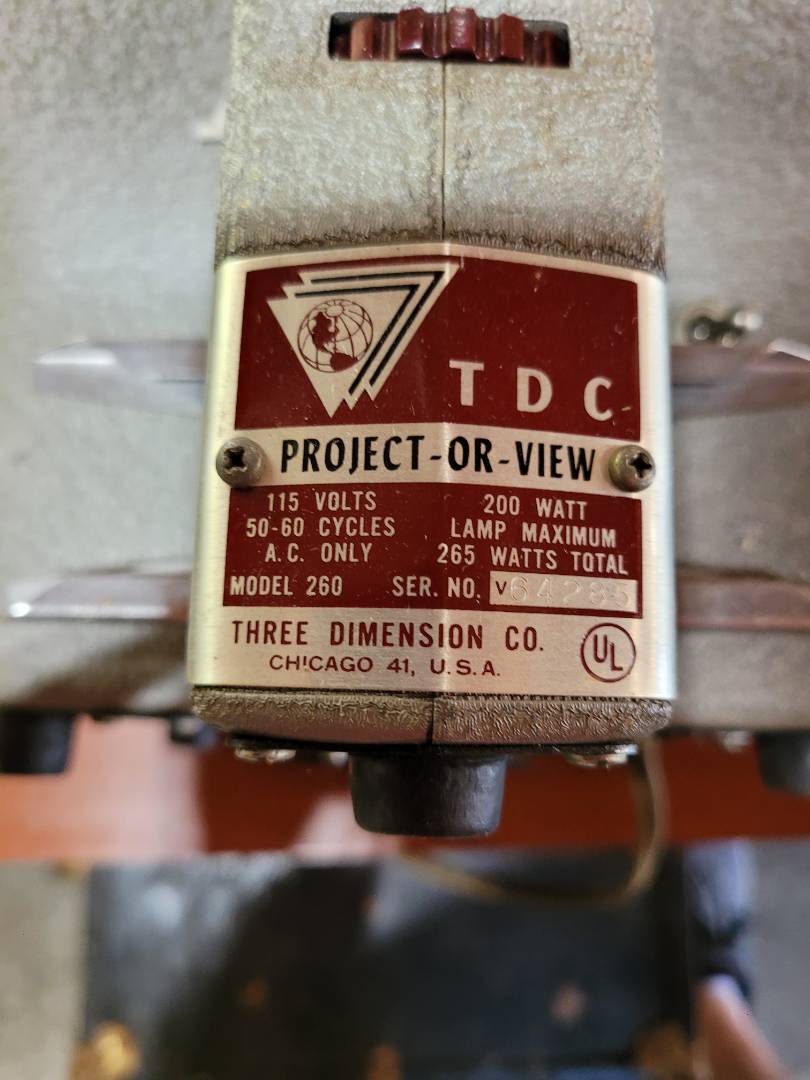 TDC
PROJECT-OR-VIEW
115 VOLTS
50-60 CYCLES
A.C. ONLY
200 WATT
LAMP MAXIMUM
265 WATTS TOTAL
MODEL 260 SER. NO. V64285
THREE DIMENSION CO.
CHICAGO 41, U.S.A.
UL